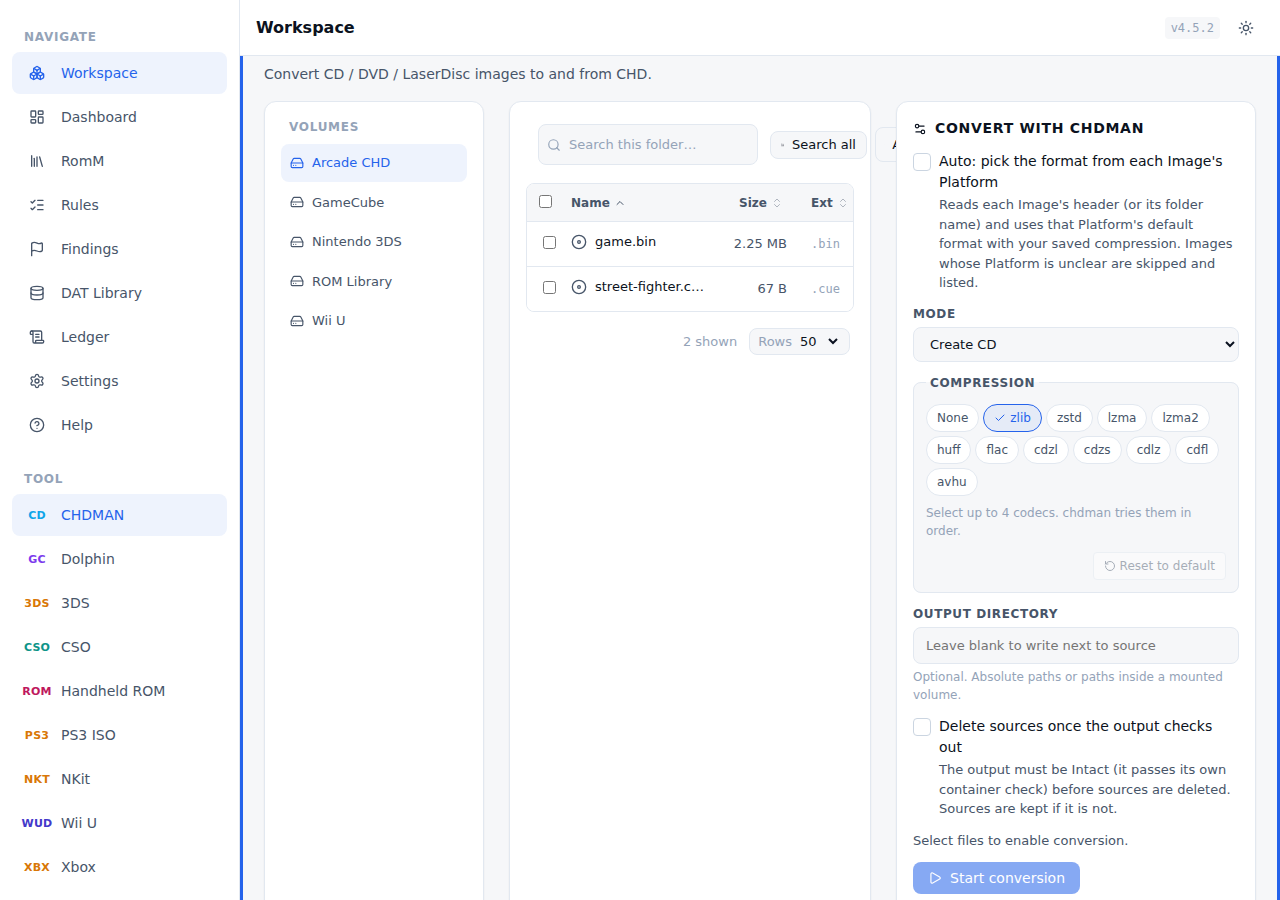 NAVIGATE
Workspace
Dashboard
RomM
Rules
Findings
DAT Library
Ledger
Settings
Help
TOOL
CD CHDMAN
GC Dolphin
3DS 3DS
CSO CSO
ROM Handheld ROM
PS3 PS3 ISO
NKT NKit
WUD Wii U
XBX Xbox
Workspace
v4.5.2
Convert CD / DVD / LaserDisc images to and from CHD.
VOLUMES
Arcade CHD
GameCube
Nintendo 3DS
ROM Library
Wii U
Search this folder…
Search all
Name Size Ext
game.bin 2.25 MB .bin
street-fighter.c… 67 B .cue
2 shown Rows 50
CONVERT WITH CHDMAN
Auto: pick the format from each Image's
Platform
Reads each Image's header (or its folder
name) and uses that Platform's default
format with your saved compression. Images
whose Platform is unclear are skipped and
listed.
MODE
Create CD
COMPRESSION
None zlib zstd lzma lzma2
huff flac cdzl cdzs cdlz cdfl
avhu
Select up to 4 codecs. chdman tries them in
order.
Reset to default
OUTPUT DIRECTORY
Leave blank to write next to source
Optional. Absolute paths or paths inside a mounted
volume.
Delete sources once the output checks
out
The output must be Intact (it passes its own
container check) before sources are deleted.
Sources are kept if it is not.
Select files to enable conversion.
Start conversion